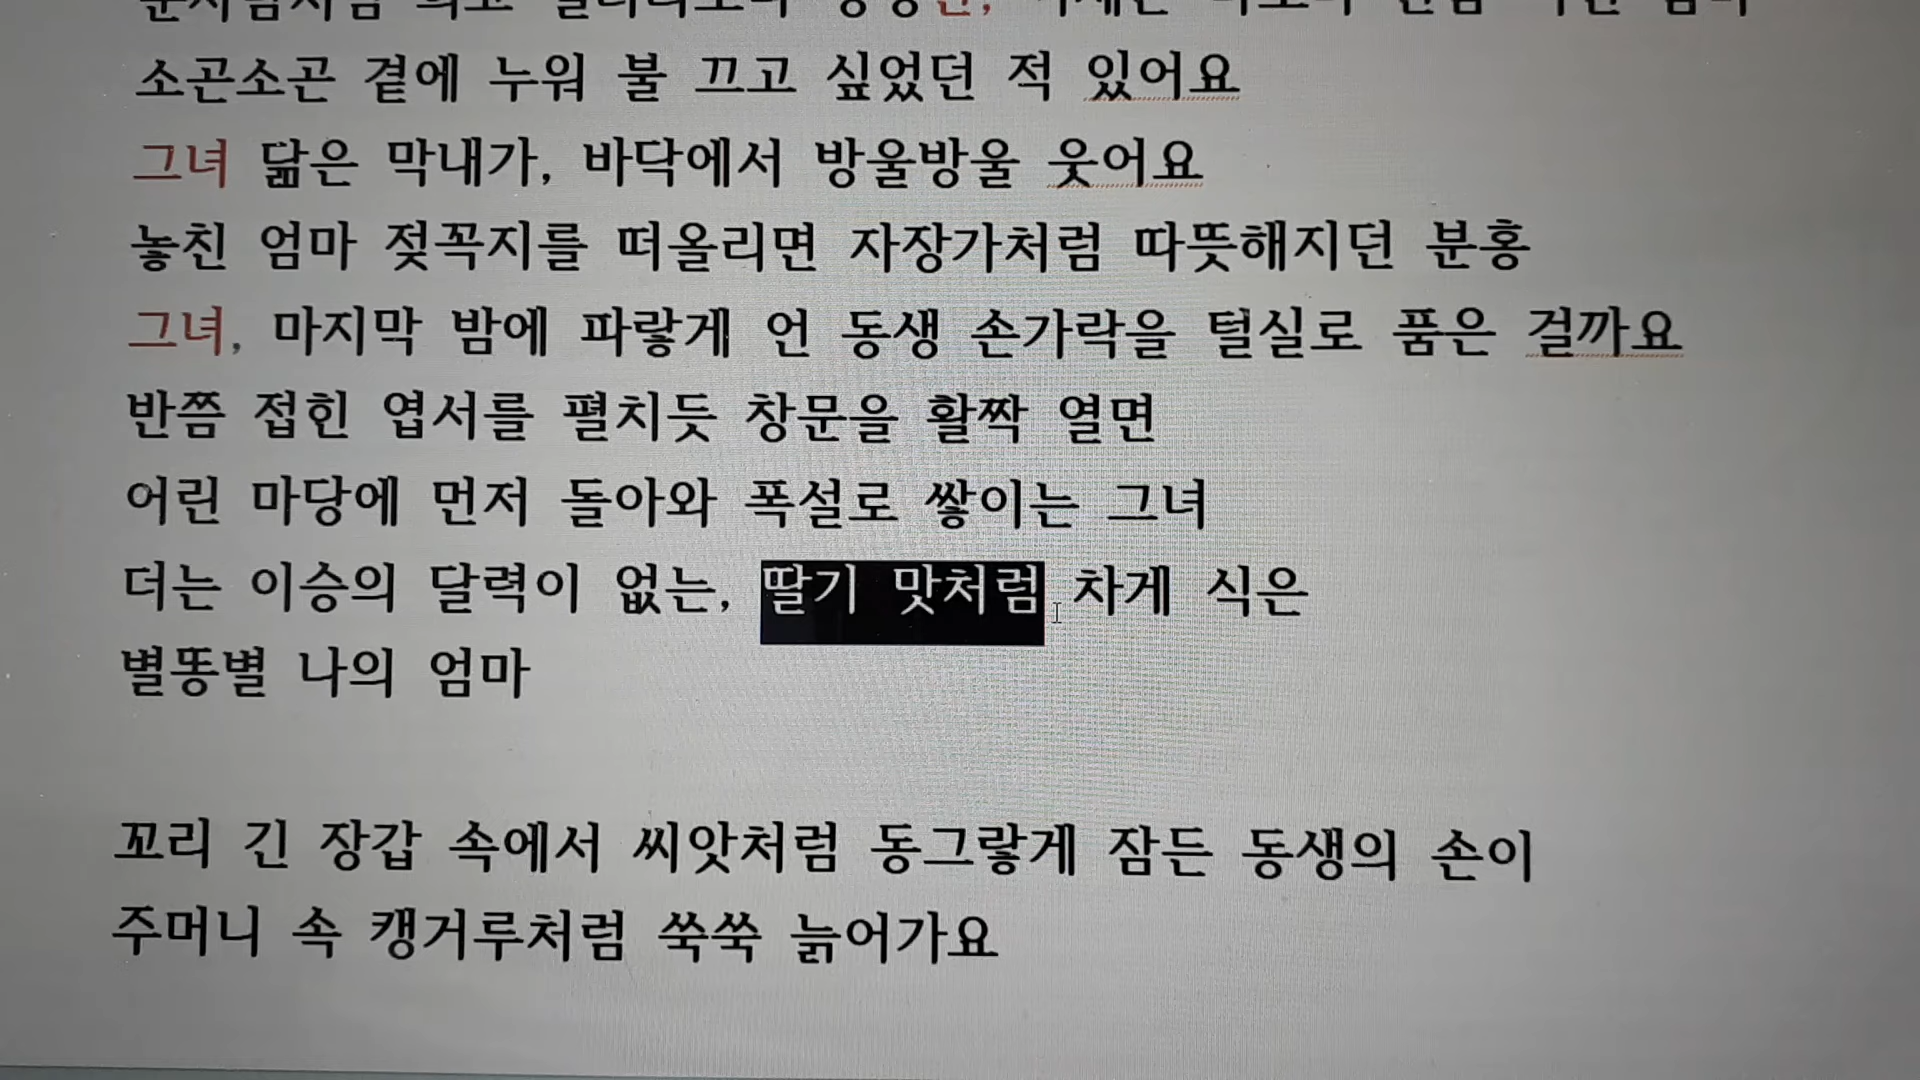 소곤소곤 곁에 누워 불 끄고 싶었던 적 있어요
그녀 닮은 막내가, 바닥에서 방울방울 웃어요
놓친 엄마 젖꼭지를 떠올리면 자장가처럼 따뜻해지던 분홍
그녀, 마지막 밤에 파랗게 언 동생 손가락을 털실로 품은 걸까요
반쯤 접힌 엽서를 펼치듯 창문을 활짝 열면
어린 마당에 먼저 돌아와 폭설로 쌓이는 그녀
더는 이승의 달력이 없는, 딸기 맛처럼 차게 식은
별똥별 나의 엄마
꼬리 긴 장갑 속에서 씨앗처럼 동그랗게 잠든 동생의 손이
주머니 속 캥거루처럼 쑥쑥 늙어가요